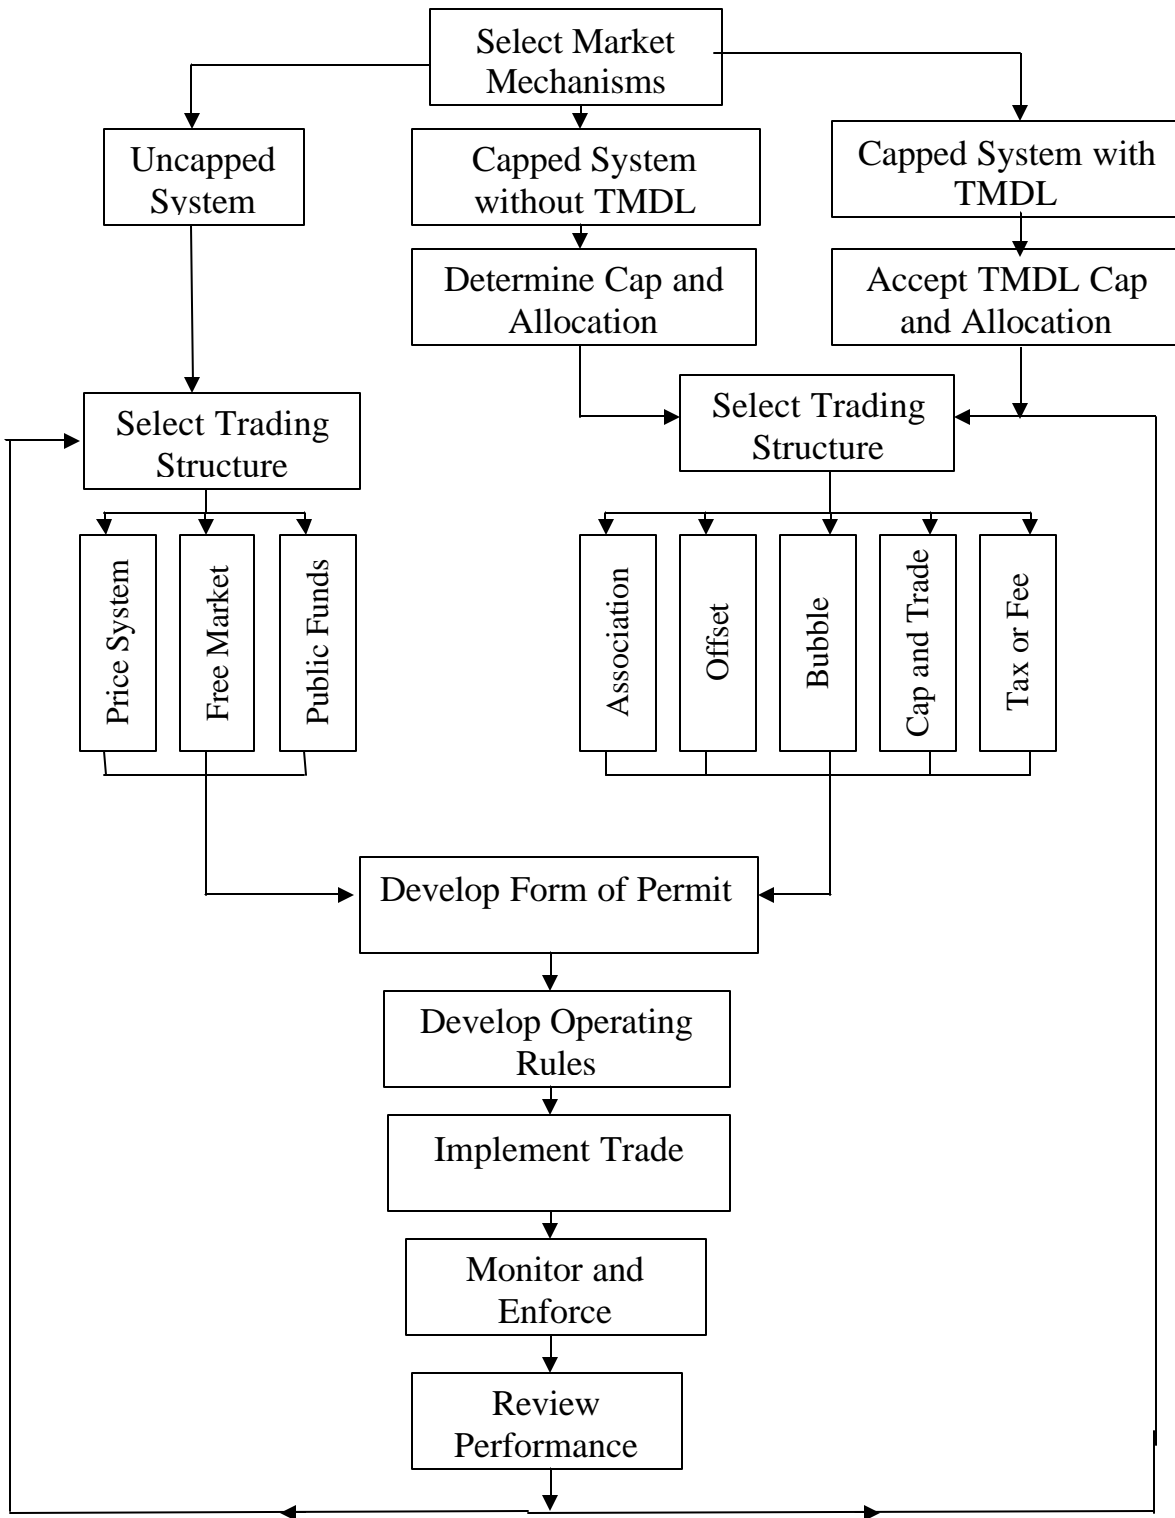 Select Market
Mechanisms
Uncapped
System
Capped System
without TMDL
Capped System with
TMDL
Determine Cap and
Allocation
Accept TMDL Cap
and Allocation
Select Trading
Structure
Select Trading
Structure
Price System
Free Market
Public Funds
Association
Offset
Bubble
Cap and Trade
Tax or Fee
Develop Form of Permit
Develop Operating
Rules
Implement Trade
Monitor and
Enforce
Review
Performance